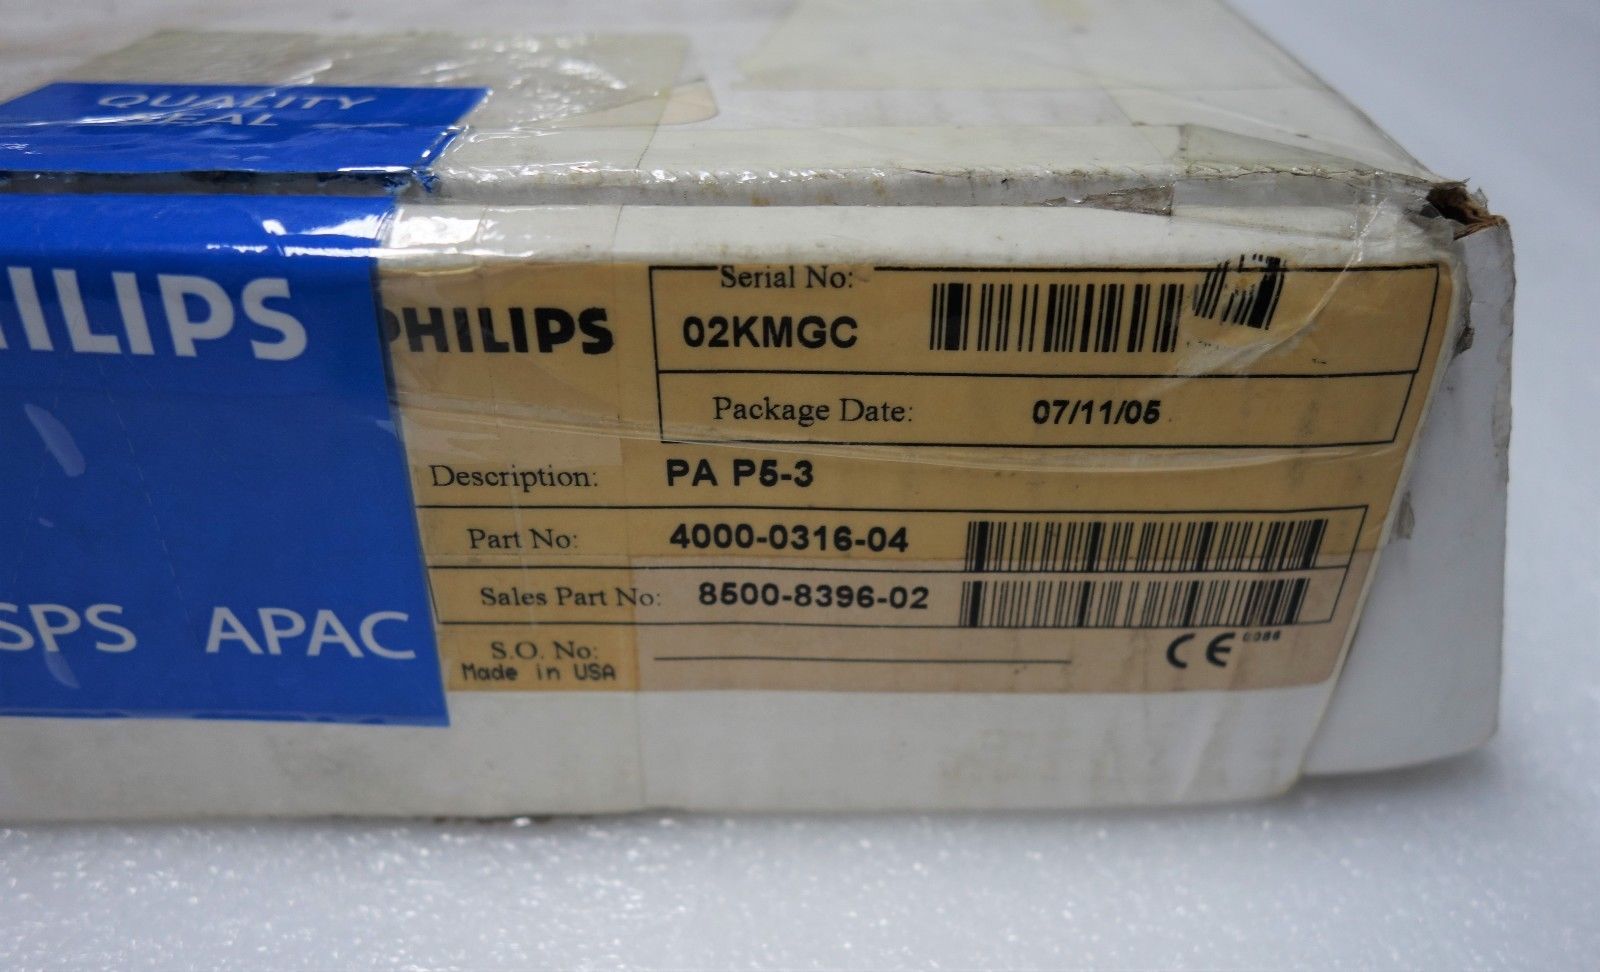 QUALITY
SEAL
HILIPS
PHILIPS
Serial No:
02KMGC
Package Date: 07/11/05
Description: PA P5-3
Part No: 4000-0316-04
Sales Part No: 8500-8396-02
S.O. No:
Made in USA
CE 0086
SPS APAC